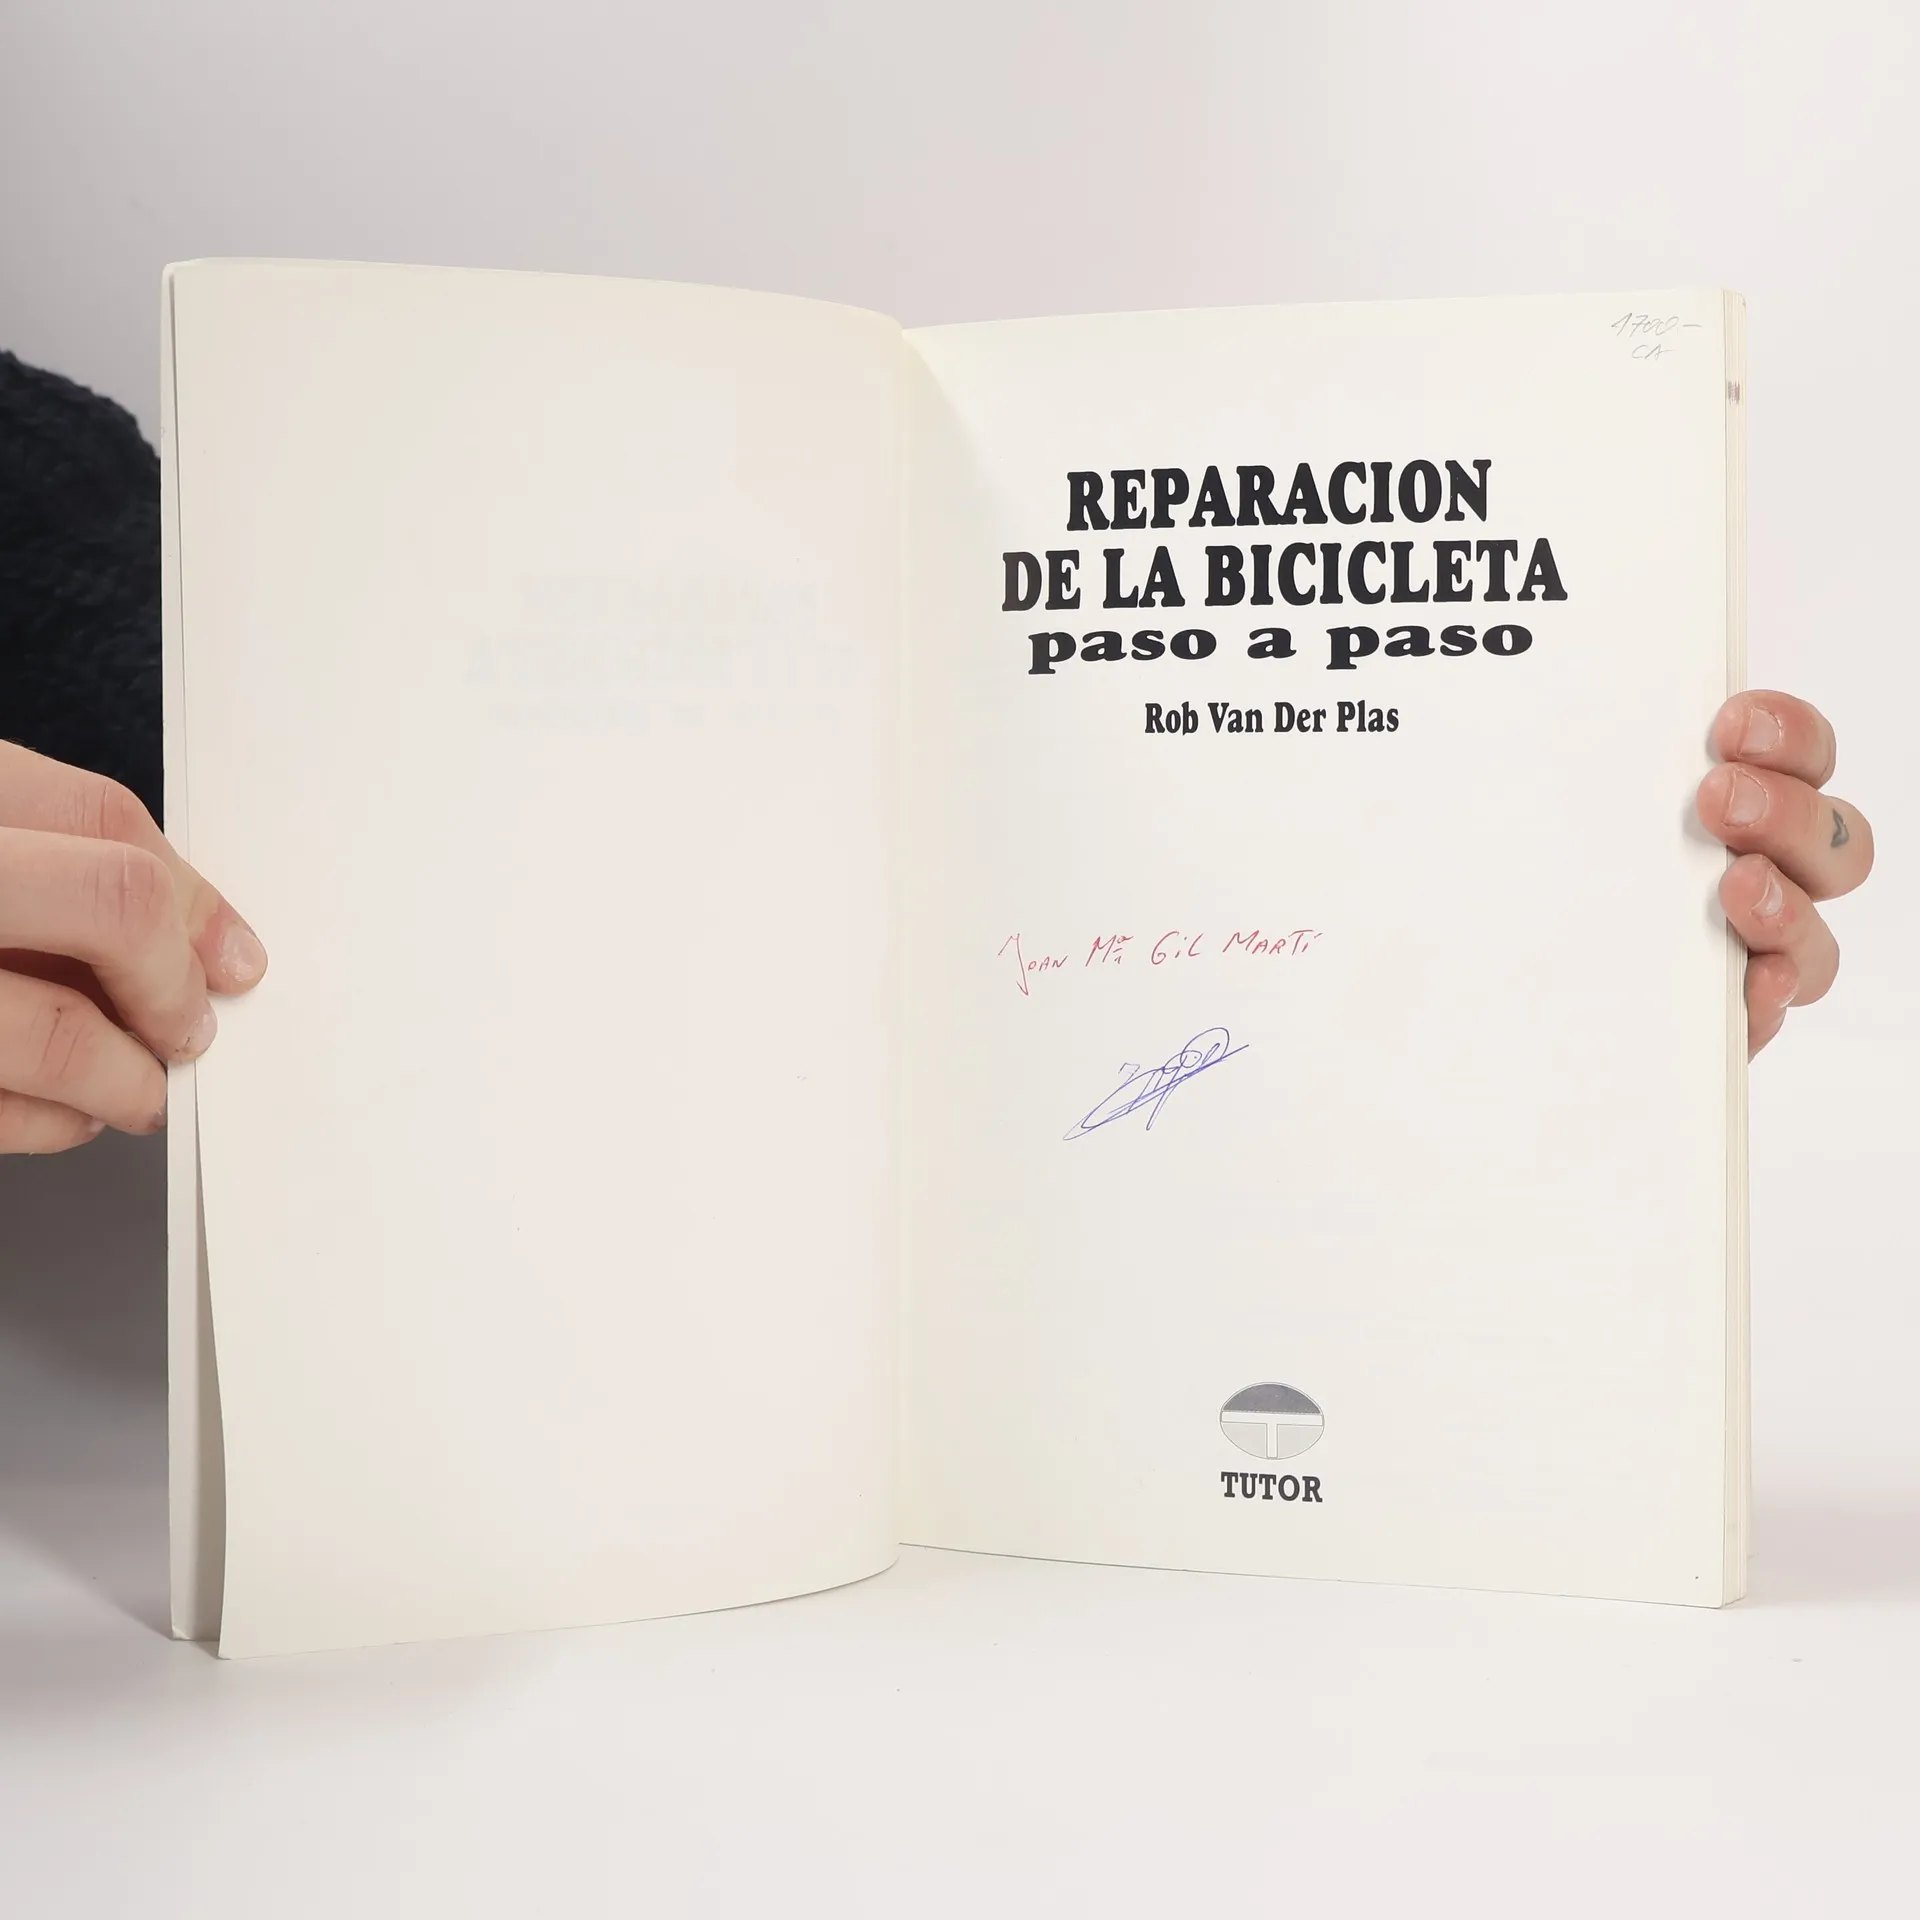 1700.-
CA
REPARACION
DE LA BICICLETA
paso a paso
Rob Van Der Plas
Joan Mª Gil Martí
TUTOR